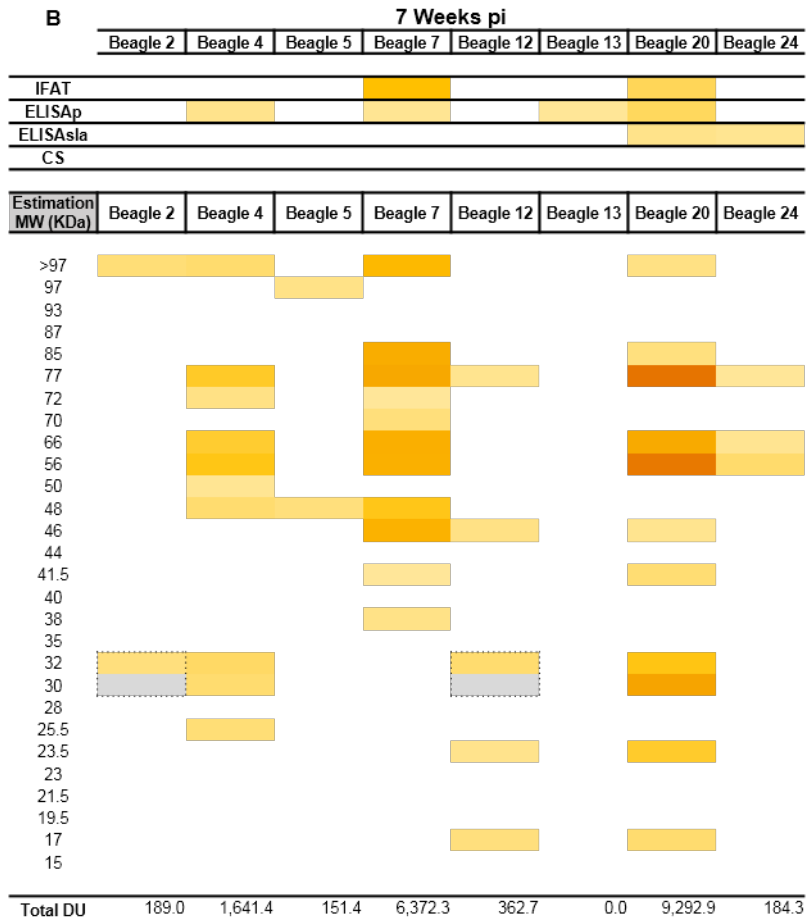 B
7 Weeks pi
Beagle 2 Beagle 4 Beagle 5 Beagle 7 Beagle 12 Beagle 13 Beagle 20 Beagle 24
IFAT
ELISAp
ELISAsla
CS
Estimation
MW (KDa) Beagle 2 Beagle 4 Beagle 5 Beagle 7 Beagle 12 Beagle 13 Beagle 20 Beagle 24
>97
97
93
87
85
77
72
70
66
56
50
48
46
44
41.5
40
38
35
32
30
28
25.5
23.5
23
21.5
19.5
17
15
Total DU 189.0 1,641.4 151.4 6,372.3 362.7 0.0 9,292.9 184.3